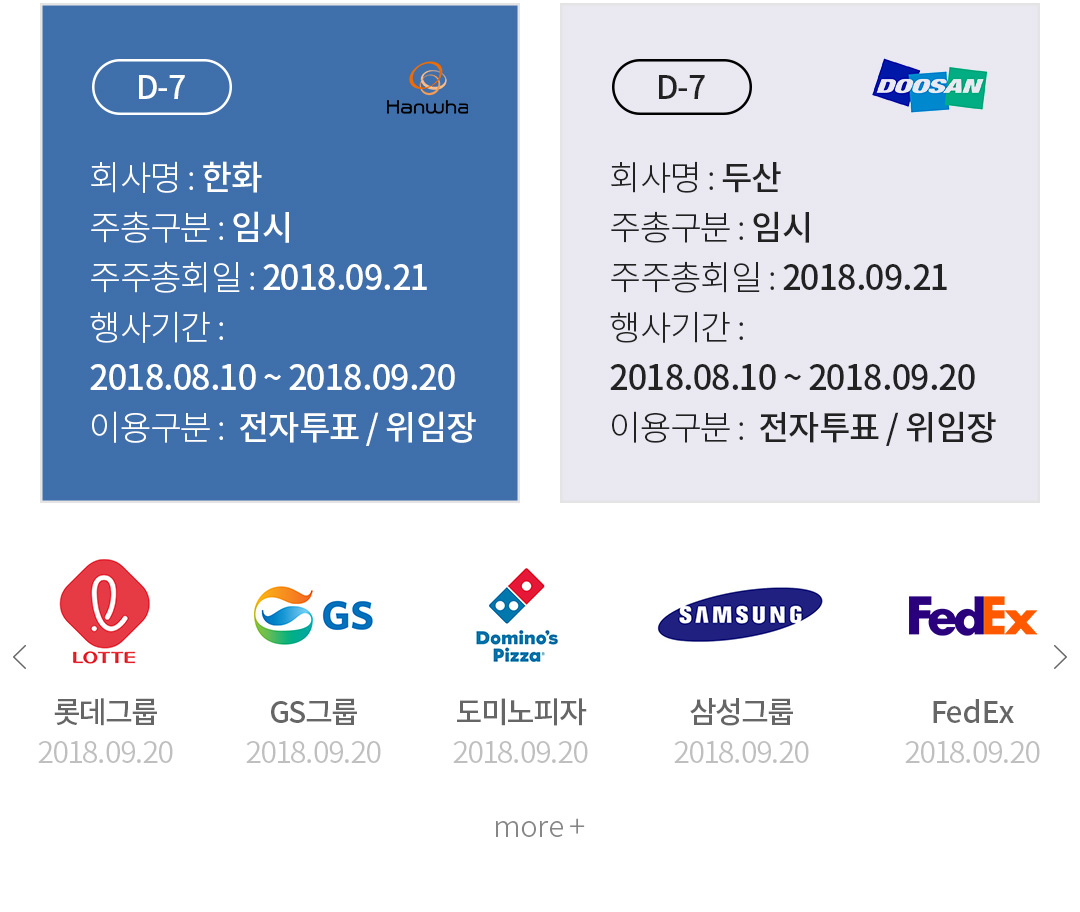 D-7
Hanwha
회사명 : 한화
주총구분 : 임시
주주총회일 : 2018.09.21
행사기간 :
2018.08.10 ~ 2018.09.20
이용구분 : 전자투표 / 위임장
D-7
DOOSAN
회사명 : 두산
주총구분 : 임시
주주총회일 : 2018.09.21
행사기간 :
2018.08.10 ~ 2018.09.20
이용구분 : 전자투표 / 위임장
LOTTE
롯데그룹
2018.09.20
GS
GS그룹
2018.09.20
Domino's
Pizza
도미노피자
2018.09.20
SAMSUNG
삼성그룹
2018.09.20
FedEx
FedEx
2018.09.20
more +